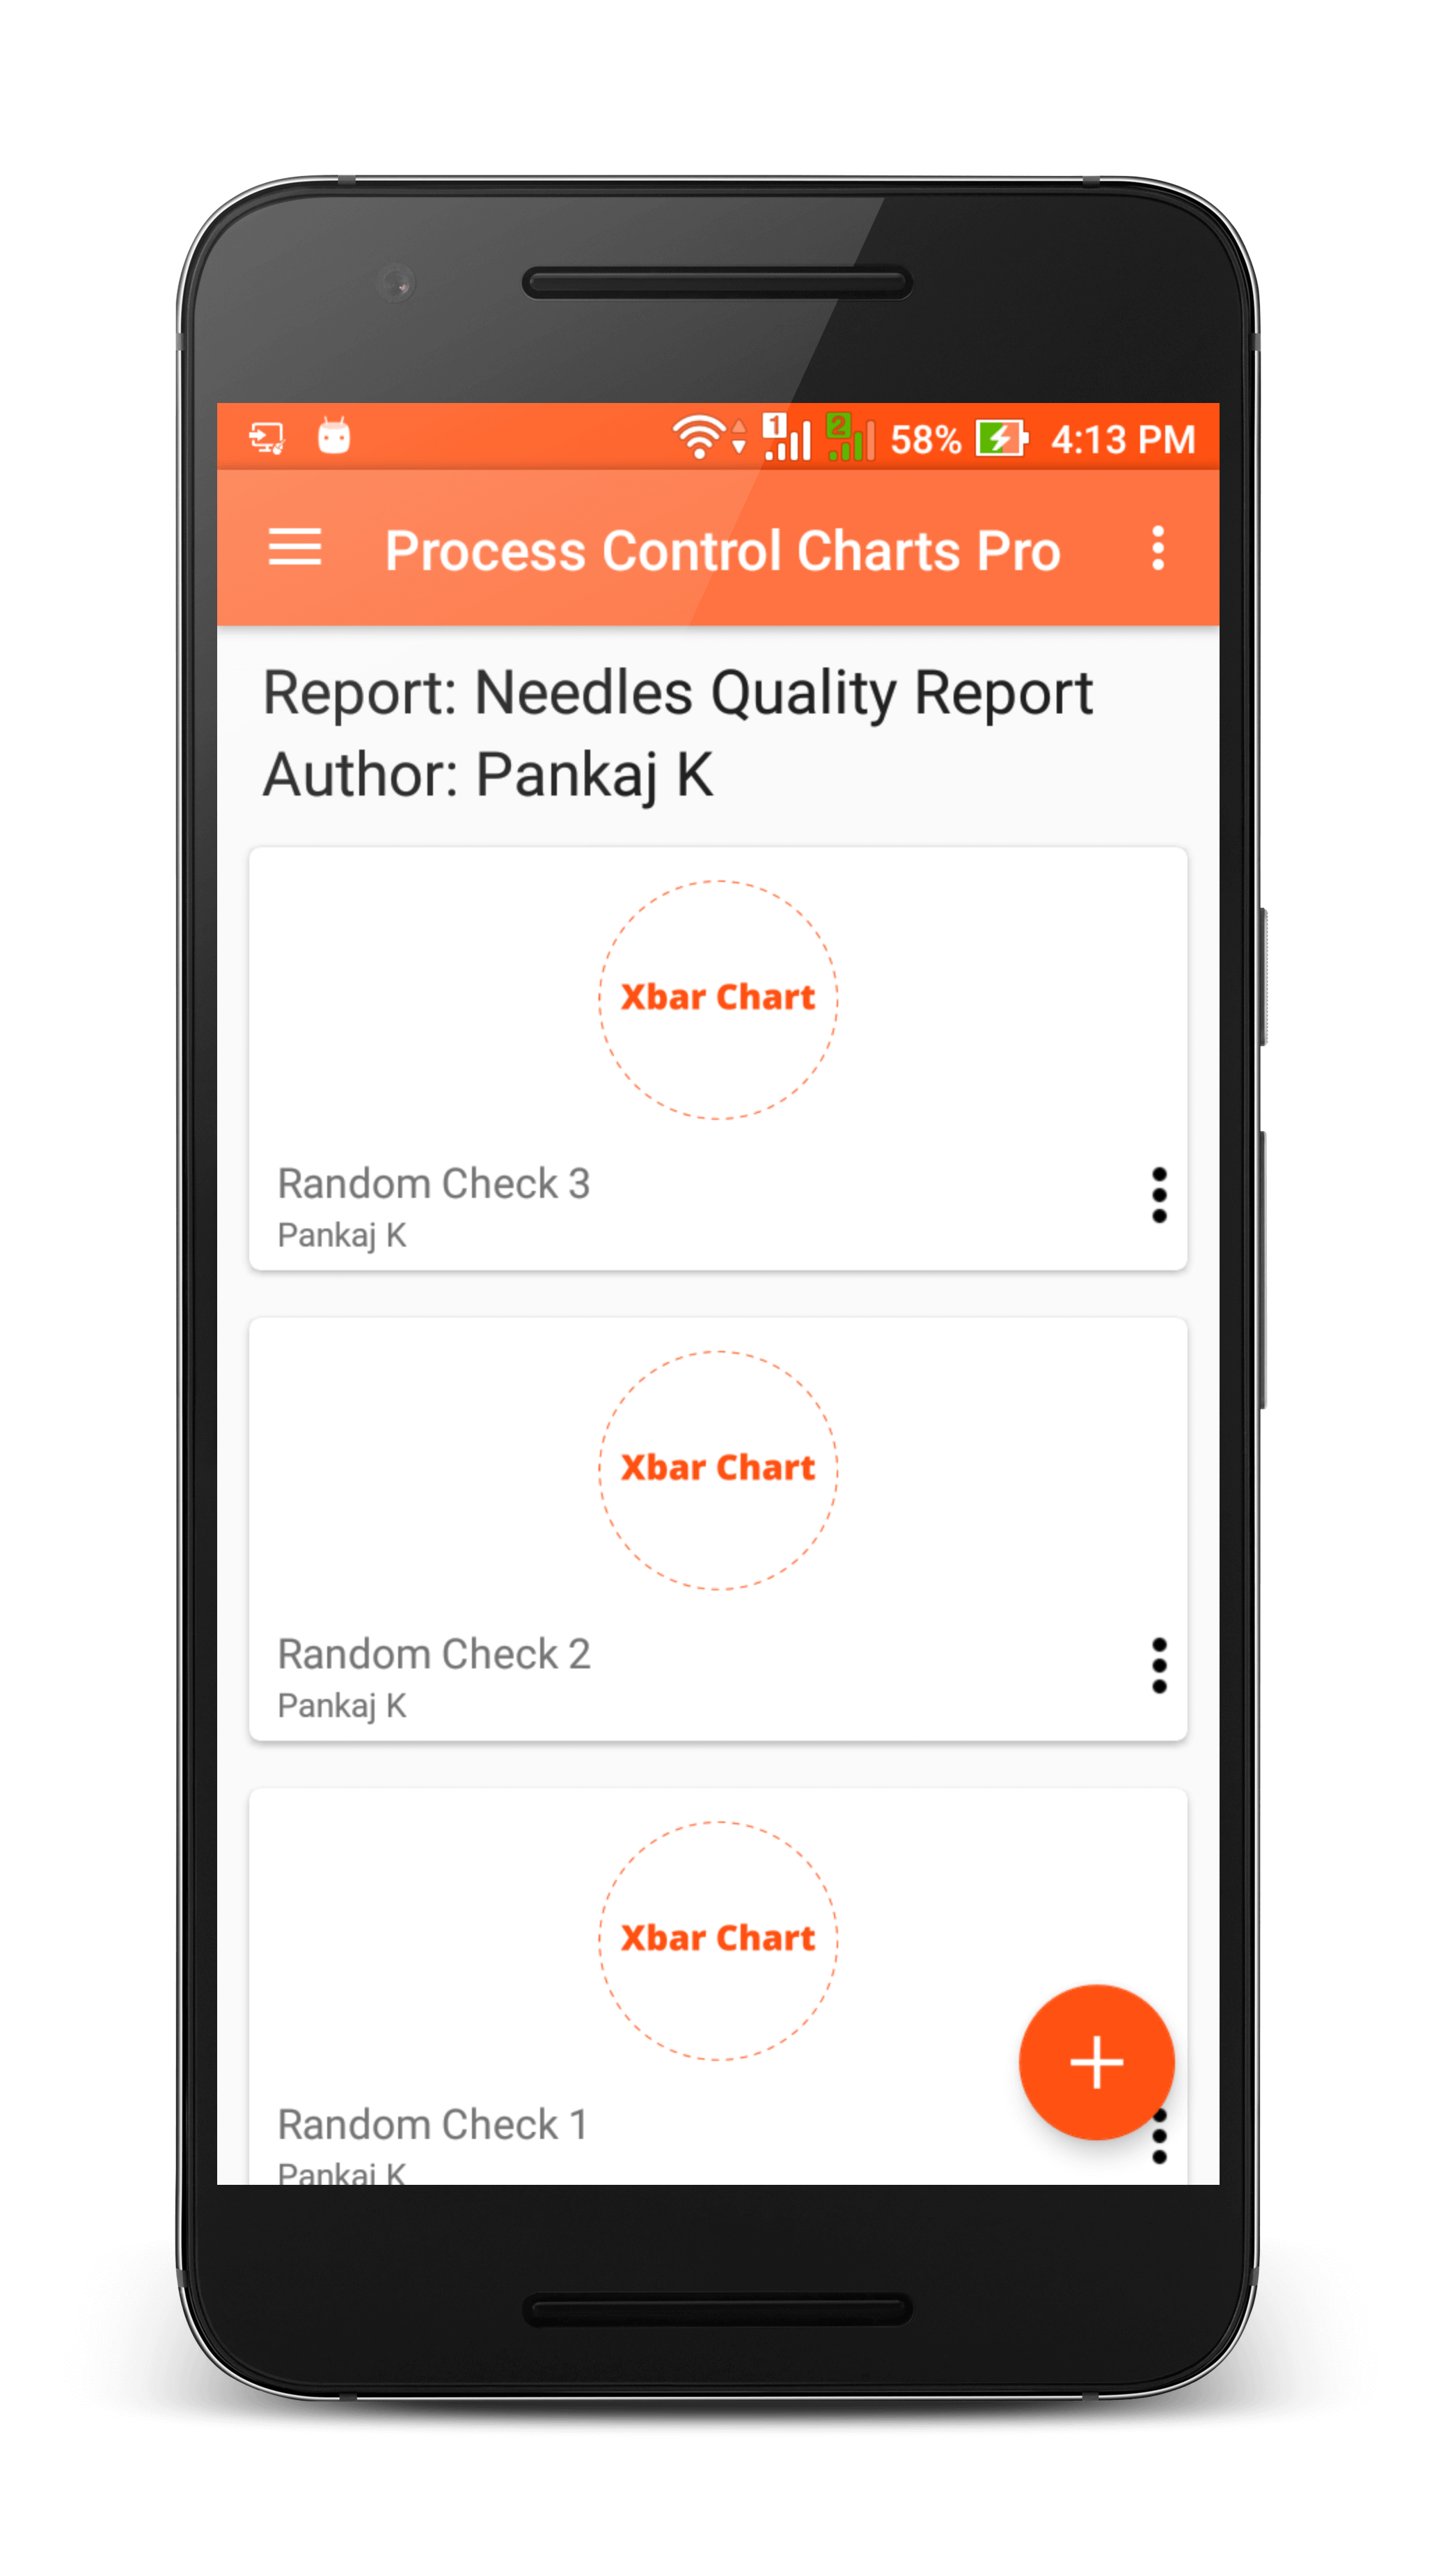 1 2 58% 4:13 PM
Process Control Charts Pro
Report: Needles Quality Report
Author: Pankaj K
Xbar Chart
Random Check 3
Pankaj K
Xbar Chart
Random Check 2
Pankaj K
Xbar Chart
Random Check 1
Pankaj K